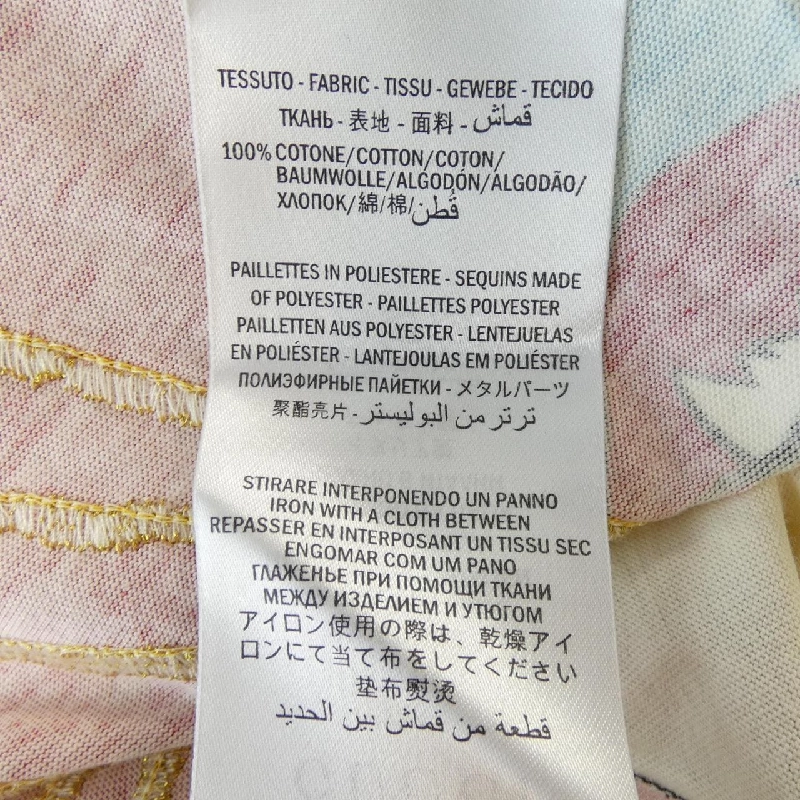 TESSUTO - FABRIC - TISSU - GEWEBE - TECIDO
ТКАНЬ - 表地 - 面料 - قماش
100% COTONE/COTTON/COTON/
BAUMWOLLE/ALGODÓN/ALGODÃO/
ХЛОПОК/綿/棉/قطن
PAILLETTES IN POLIESTERE - SEQUINS MADE
OF POLYESTER - PAILLETTES POLYESTER
PAILLETTEN AUS POLYESTER - LENTEJUELAS
EN POLIÉSTER - LANTEJOULAS EM POLIÉSTER
ПОЛИЭФИРНЫЕ ПАЙЕТКИ - メタルパーツ
聚酯亮片 - ترتر من البوليستر
STIRARE INTERPONENDO UN PANNO
IRON WITH A CLOTH BETWEEN
REPASSER EN INTERPOSANT UN TISSU SEC
ENGOMAR COM UM PANO
ГЛАЖЕНЬЕ ПРИ ПОМОЩИ ТКАНИ
МЕЖДУ ИЗДЕЛИЕМ И УТЮГОМ
アイロン使用の際は、乾燥アイ
ロンにて当て布をしてください
垫布熨烫
قطعة من قماش بين الحديد